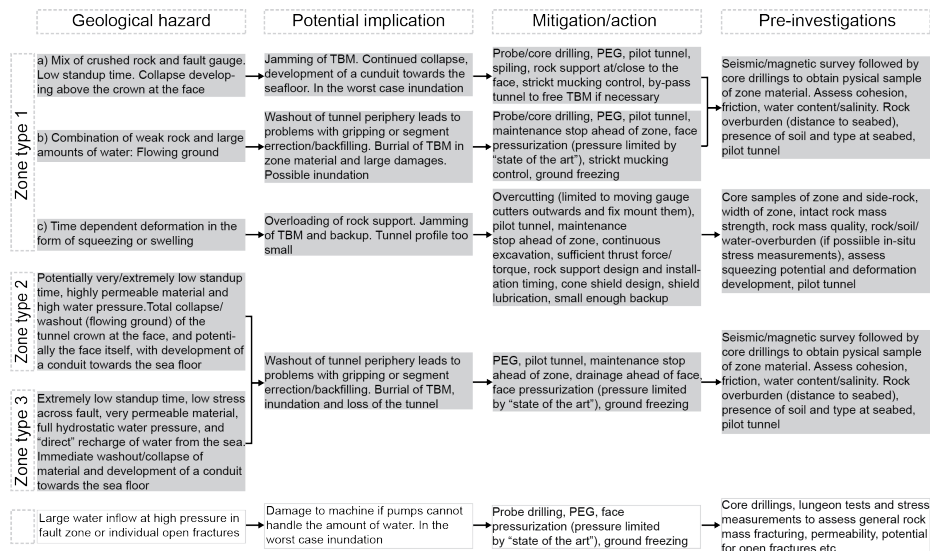 Geological hazard
Potential implication
Mitigation/action
Pre-investigations
Zone type 1
a) Mix of crushed rock and fault gauge.
Low standup time. Collapse develop-
ing above the crown at the face
Jamming of TBM. Continued collapse,
development of a cunduit towards the
seafloor. In the worst case inundation
Probe/core drilling, PEG, pilot tunnel,
spiling, rock support at/close to the
face, strickt mucking control, by-pass
tunnel to free TBM if necessary
Seismic/magnetic survey followed by
core drillings to obtain pysical sample
of zone material. Assess cohesion,
friction, water content/salinity. Rock
overburden (distance to seabed),
presence of soil and type at seabed,
pilot tunnel
b) Combination of weak rock and large
amounts of water: Flowing ground
Washout of tunnel periphery leads to
problems with gripping or segment
errection/backfilling. Burrial of TBM in
zone material and large damages.
Possible inundation
Probe/core drilling, PEG, pilot tunnel,
maintenance stop ahead of zone, face
pressurization (pressure limited by
“state of the art”), strickt mucking
control, ground freezing
c) Time dependent deformation in the
form of squeezing or swelling
Overloading of rock support. Jamming
of TBM and backup. Tunnel profile too
small
Overcutting (limited to moving gauge
cutters outwards and fix mount them),
pilot tunnel, maintenance
stop ahead of zone, continuous
excavation, sufficient thrust force/
torque, rock support design and install-
ation timing, cone shield design, shield
lubrication, small enough backup
Core samples of zone and side-rock,
width of zone, intact rock mass
strength, rock mass quality, rock/soil/
water-overburden (if possiible in-situ
stress measurements), assess
squeezing potential and deformation
development, pilot tunnel
Zone type 2
Potentially very/extremely low standup
time, highly permeable material and
high water pressure.Total collapse/
washout (flowing ground) of the
tunnel crown at the face, and potenti-
ally the face itself, with development of
a conduit towards the sea floor
Zone type 3
Extremely low standup time, low stress
across fault, very permeable material,
full hydrostatic water pressure, and
“direct” recharge of water from the sea.
Immediate washout/collapse of
material and development of a conduit
towards the sea floor
Washout of tunnel periphery leads to
problems with gripping or segment
errection/backfilling. Burrial of TBM,
inundation and loss of the tunnel
PEG, pilot tunnel, maintenance stop
ahead of zone, drainage ahead of face,
face pressurization (pressure limited
by “state of the art”), ground freezing
Seismic/magnetic survey followed by
core drillings to obtain pysical sample
of zone material. Assess cohesion,
friction, water content/salinity. Rock
overburden (distance to seabed),
presence of soil and type at seabed,
pilot tunnel
Large water inflow at high pressure in
fault zone or individual open fractures
Damage to machine if pumps cannot
handle the amount of water. In the
worst case inundation
Probe drilling, PEG, face
pressurization (pressure limited
by “state of the art”)
Core drillings, lungeon tests and stress
measurements to assess general rock
mass fracturing, permeability, potential
for open fractures etc